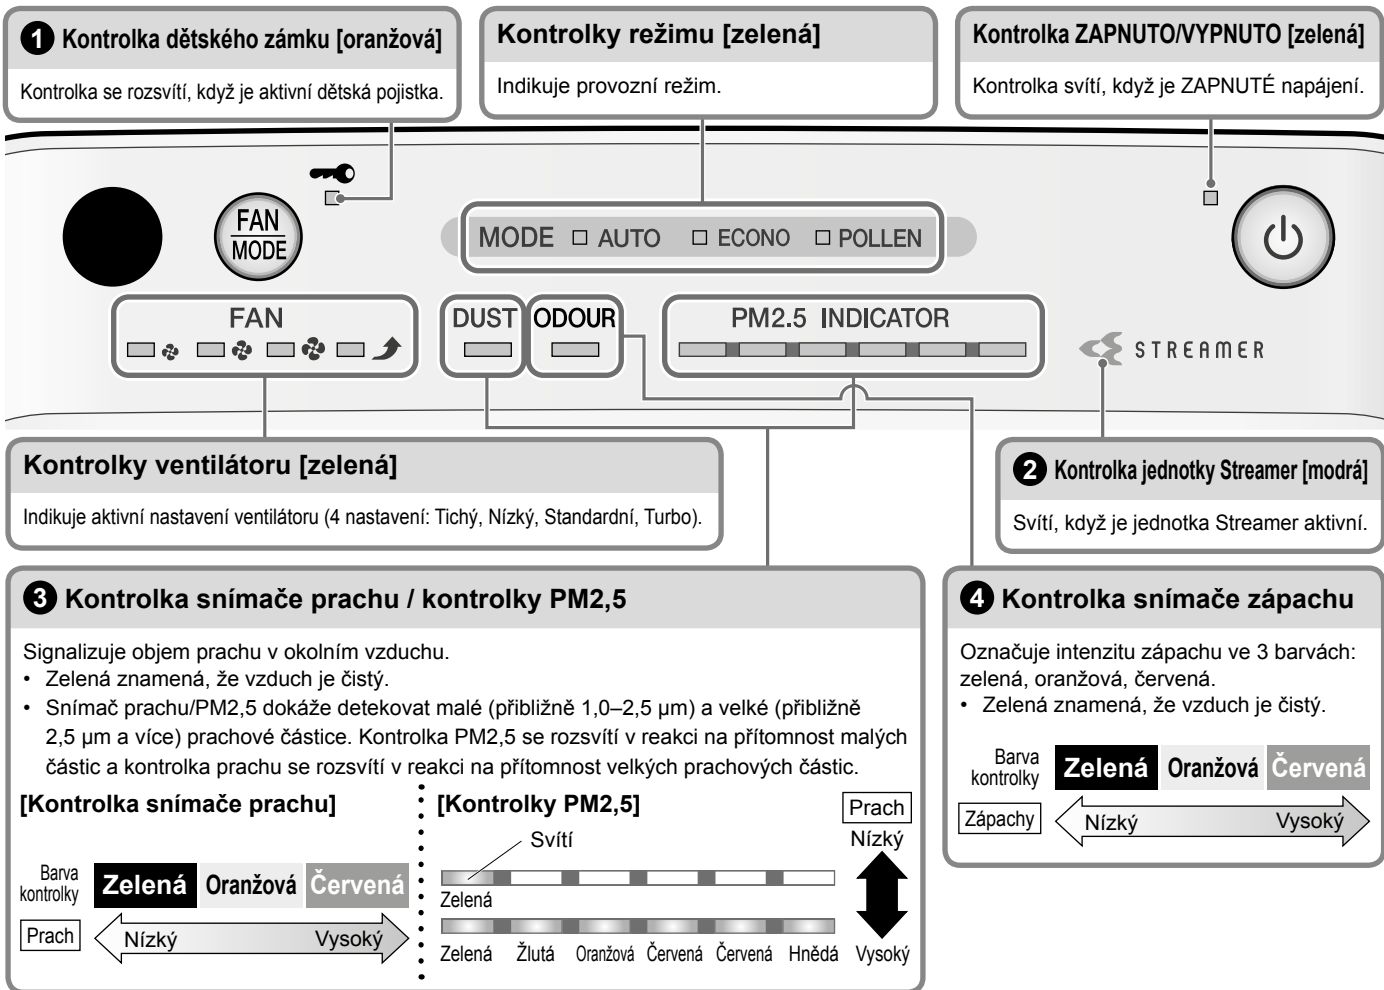 1 Kontrolka dětského zámku [oranžová]
Kontrolka se rozsvítí, když je aktivní dětská pojistka.
Kontrolky režimu [zelená]
Indikuje provozní režim.
Kontrolka ZAPNUTO/VYPNUTO [zelená]
Kontrolka svítí, když je ZAPNUTÉ napájení.
FAN
MODE
MODE AUTO ECONO POLLEN
FAN
DUST
ODOUR
PM2.5 INDICATOR
STREAMER
Kontrolky ventilátoru [zelená]
Indikuje aktivní nastavení ventilátoru (4 nastavení: Tichý, Nízký, Standardní, Turbo).
2 Kontrolka jednotky Streamer [modrá]
Svítí, když je jednotka Streamer aktivní.
3 Kontrolka snímače prachu / kontrolky PM2,5
Signalizuje objem prachu v okolním vzduchu.
• Zelená znamená, že vzduch je čistý.
• Snímač prachu/PM2,5 dokáže detekovat malé (přibližně 1,0–2,5 μm) a velké (přibližně
2,5 μm a více) prachové částice. Kontrolka PM2,5 se rozsvítí v reakci na přítomnost malých
částic a kontrolka prachu se rozsvítí v reakci na přítomnost velkých prachových částic.
[Kontrolka snímače prachu]
Barva
kontrolky
Zelená Oranžová Červená
Prach
Nízký Vysoký
[Kontrolky PM2,5]
Svítí
Zelená
Zelená Žlutá Oranžová Červená Červená Hnědá
Prach
Nízký
Vysoký
4 Kontrolka snímače zápachu
Označuje intenzitu zápachu ve 3 barvách:
zelená, oranžová, červená.
• Zelená znamená, že vzduch je čistý.
Barva
kontrolky
Zelená Oranžová Červená
Zápachy
Nízký Vysoký